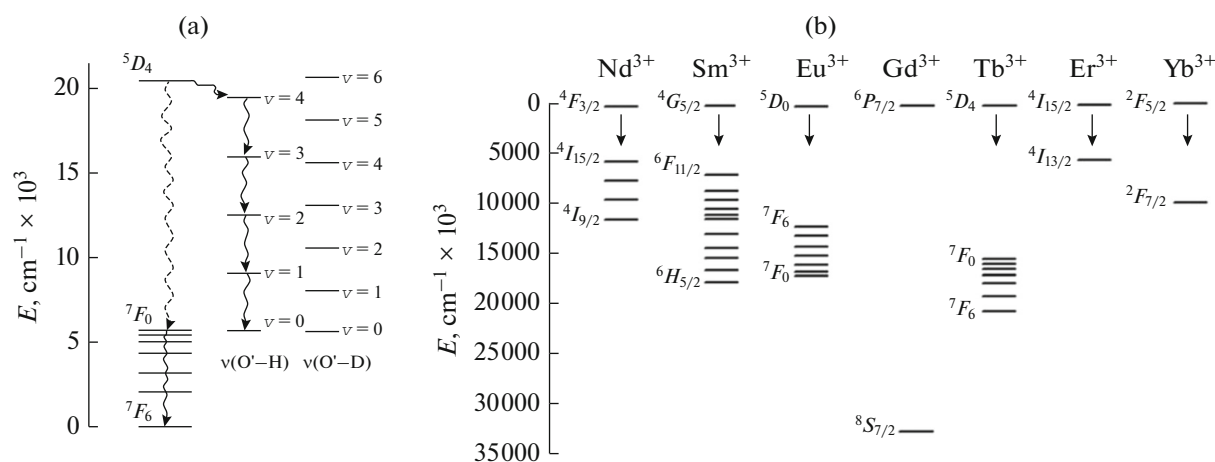 (a)
E, cm⁻¹ × 10³
20
15
10
5
0
⁵D₄
⁷F₀
⁷F₆
v = 4
v = 3
v = 2
v = 1
v = 0
ν(O'–H)
v = 6
v = 5
v = 4
v = 3
v = 2
v = 1
v = 0
ν(O'–D)
(b)
E, cm⁻¹ × 10³
0
5000
10000
15000
20000
25000
30000
35000
Nd³⁺
⁴F₃/₂
⁴I₁₅/₂
⁴I₉/₂
Sm³⁺
⁴G₅/₂
⁶F₁₁/₂
⁶H₅/₂
Eu³⁺
⁵D₀
⁷F₆
⁷F₀
Gd³⁺
⁶P₇/₂
⁸S₇/₂
Tb³⁺
⁵D₄
⁷F₀
⁷F₆
Er³⁺
⁴I₁₅/₂
⁴I₁₃/₂
Yb³⁺
²F₅/₂
²F₇/₂